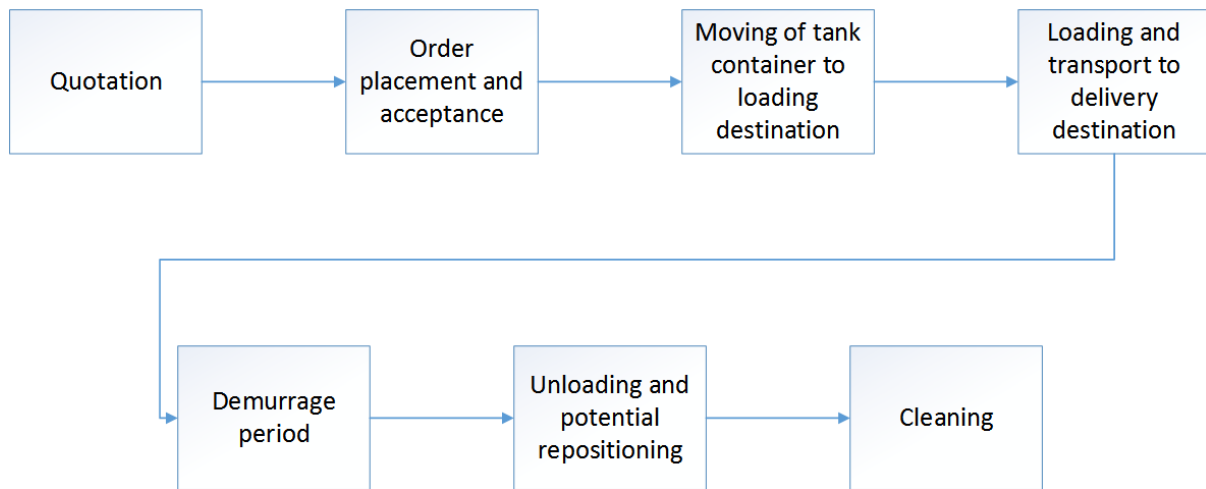 Quotation
Order
placement and
acceptance
Moving of tank
container to
loading
destination
Loading and
transport to
delivery
destination
Demurrage
period
Unloading and
potential
repositioning
Cleaning